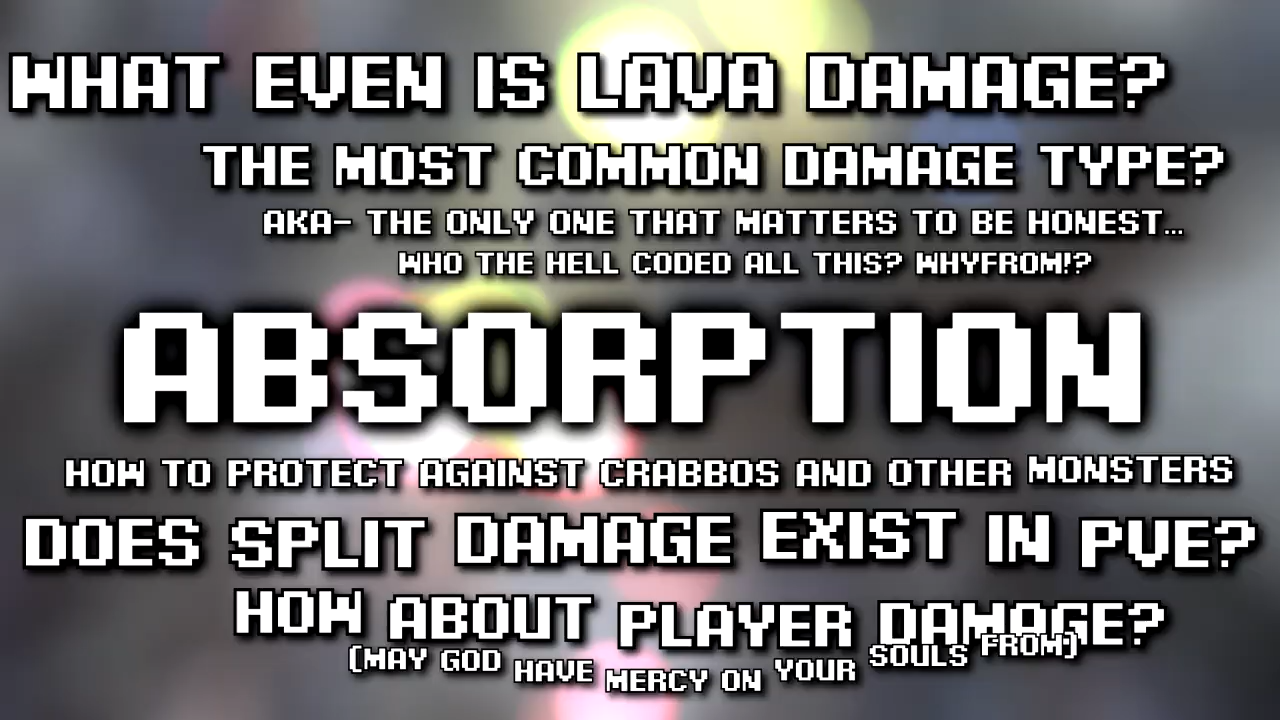 WHAT EVEN IS LAVA DAMAGE?
THE MOST COMMON DAMAGE TYPE?
AKA- THE ONLY ONE THAT MATTERS TO BE HONEST...
WHO THE HELL CODED ALL THIS? WHYFROM!?
ABSORPTION
HOW TO PROTECT AGAINST CRABBOS AND OTHER MONSTERS
DOES SPLIT DAMAGE EXIST IN PVE?
HOW ABOUT PLAYER DAMAGE?
(MAY GOD HAVE MERCY ON YOUR SOULS FROM)